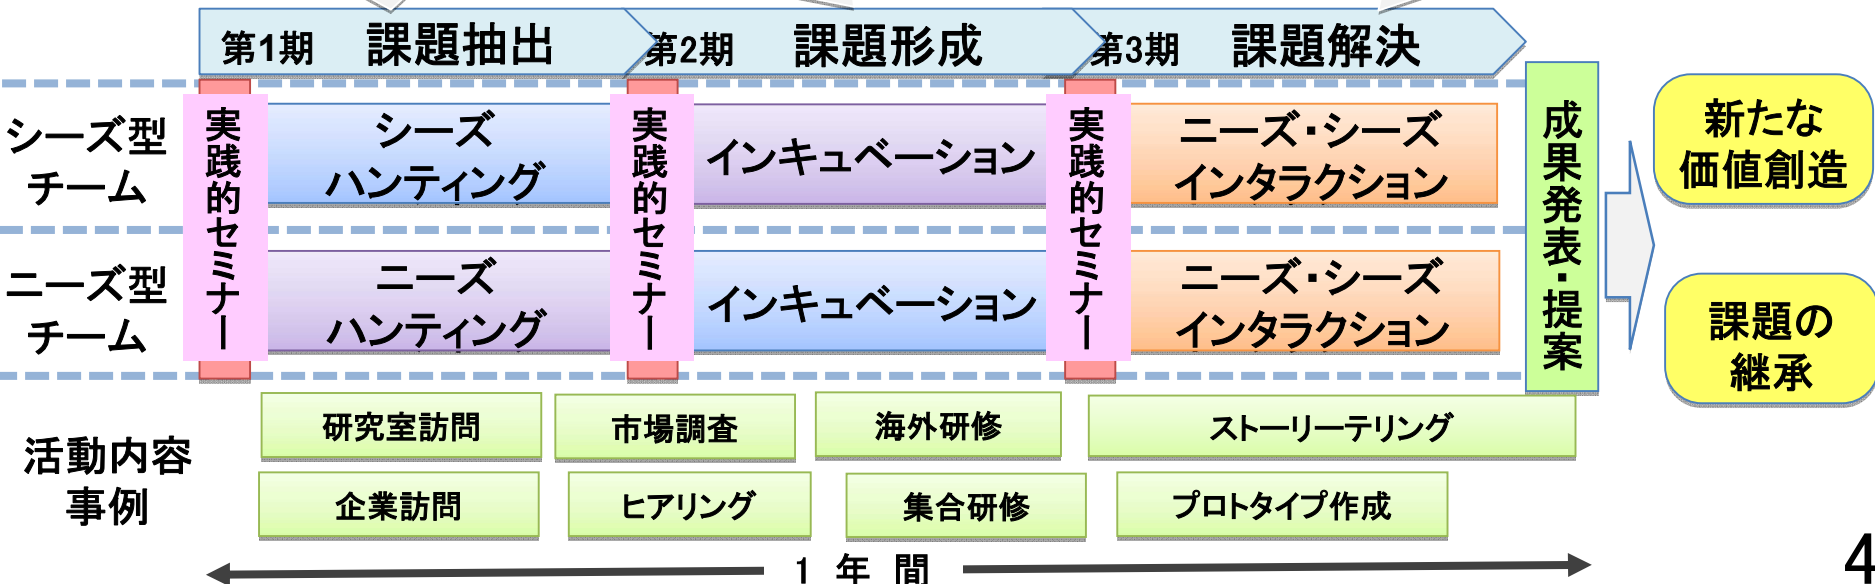 第1期 課題抽出
第2期 課題形成
第3期 課題解決
シーズ型
チーム
実践的セミナー
シーズ
ハンティング
実践的セミナー
インキュベーション
実践的セミナー
ニーズ・シーズ
インタラクション
成果発表・提案
新たな
価値創造
ニーズ型
チーム
ニーズ
ハンティング
インキュベーション
ニーズ・シーズ
インタラクション
課題の
継承
活動内容
事例
研究室訪問
市場調査
海外研修
ストーリーテリング
企業訪問
ヒアリング
集合研修
プロトタイプ作成
1 年 間
4